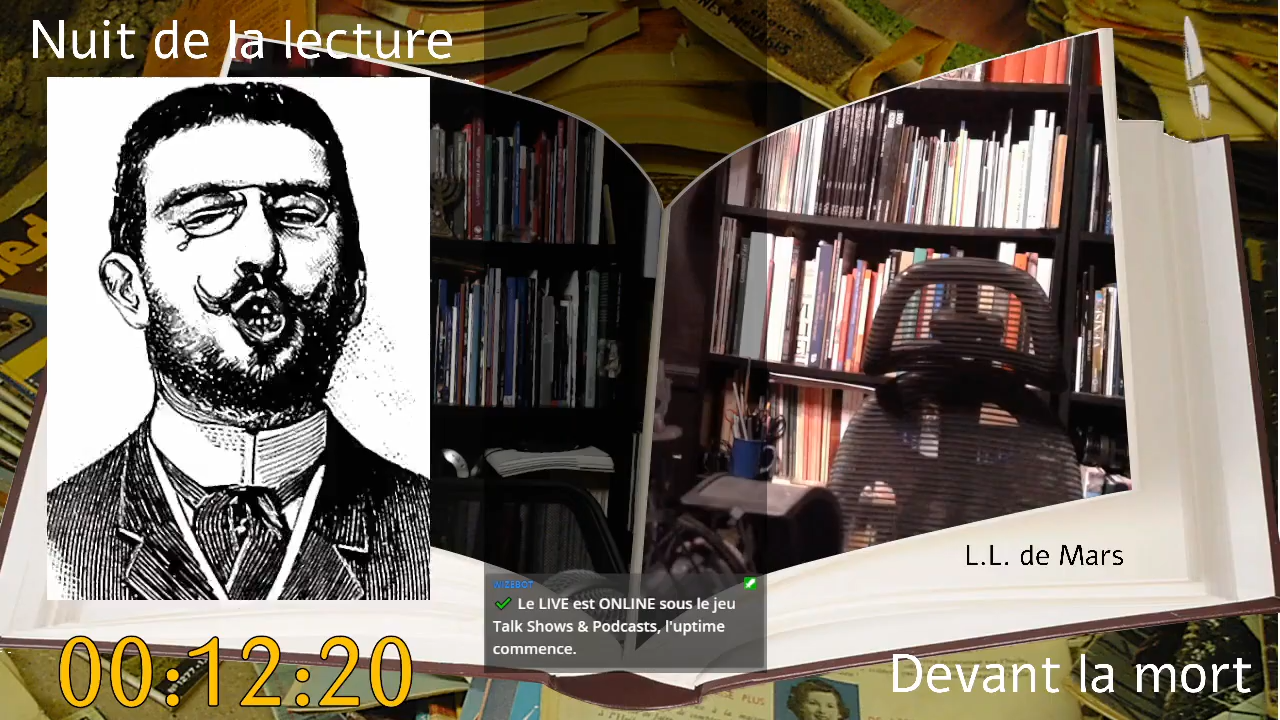 Nuit de la lecture
WIZEBOT
Le LIVE est ONLINE sous le jeu
Talk Shows & Podcasts, l'uptime
commence.
L.L. de Mars
00:12:20
Devant la mort